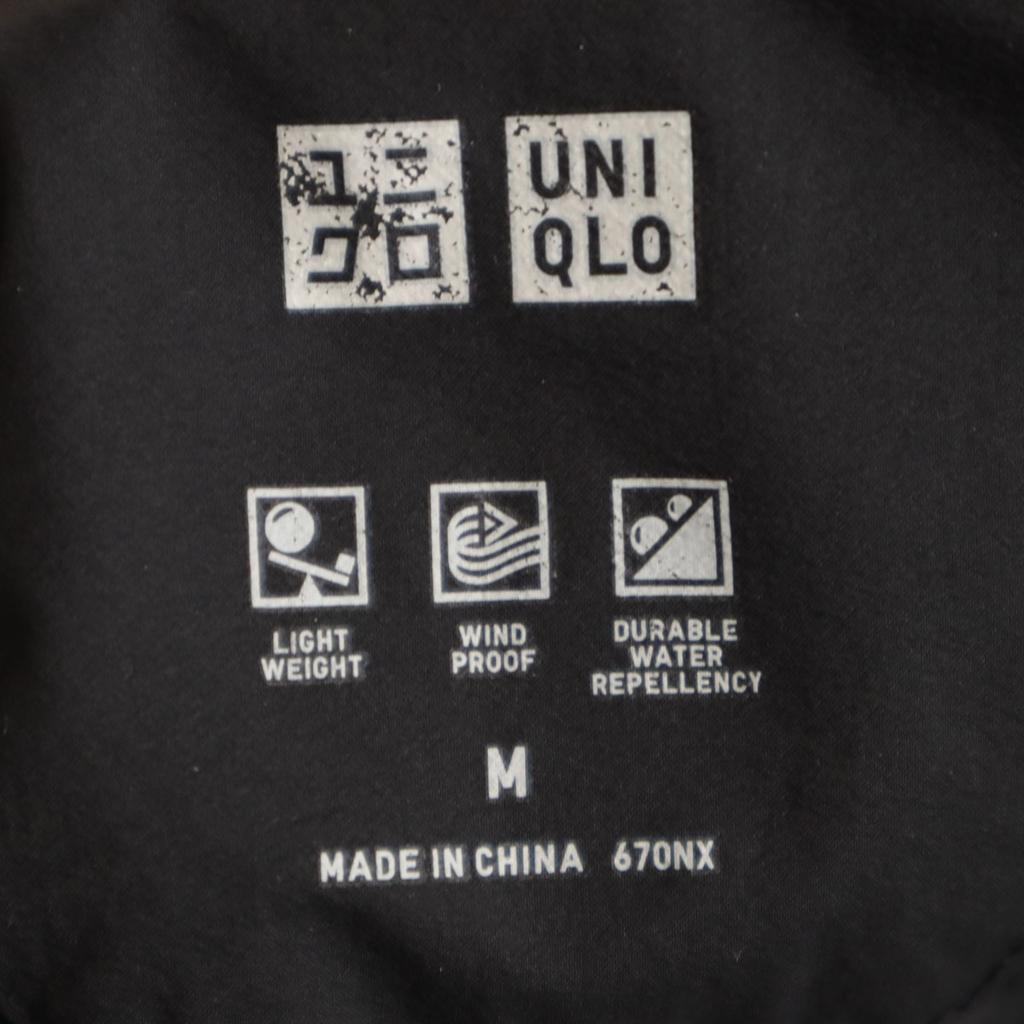 ユニ
クロ
UNI
QLO
LIGHT
WEIGHT
WIND
PROOF
DURABLE
WATER
REPELLENCY
M
MADE IN CHINA 670NX